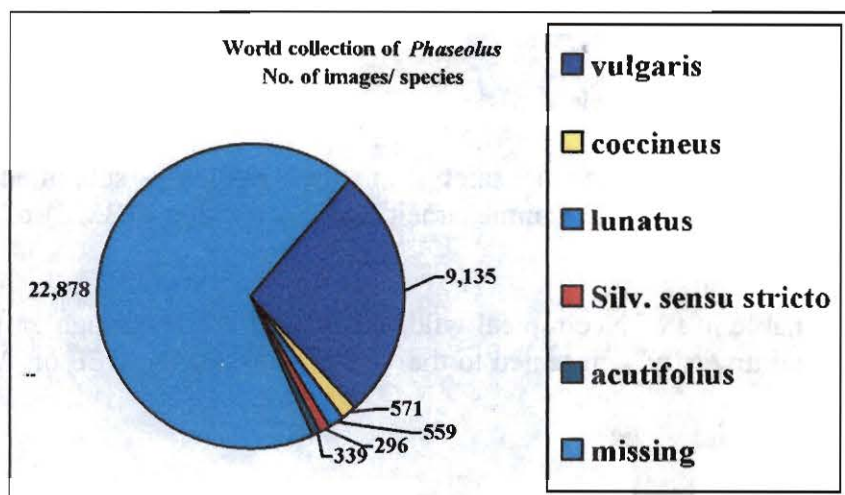 World collection of Phaseolus
No. of images/ species
22,878
9,135
571
559
296
339
vulgaris
coccineus
lunatus
Silv. sensu stricto
acutifolius
missing